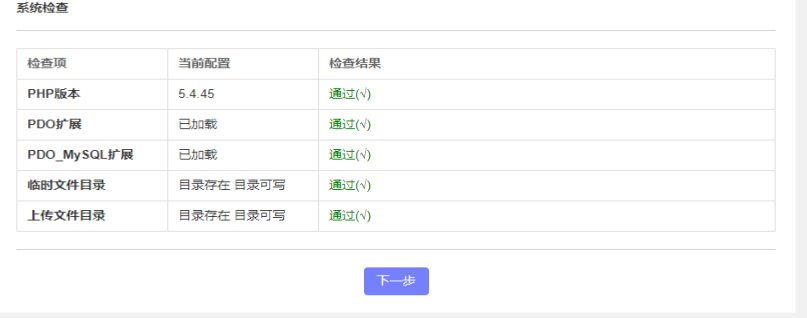 系统检查
检查项 当前配置 检查结果
PHP版本 5.4.45 通过(√)
PDO扩展 已加载 通过(√)
PDO_MySQL扩展 已加载 通过(√)
临时文件目录 目录存在 目录可写 通过(√)
上传文件目录 目录存在 目录可写 通过(√)
下一步